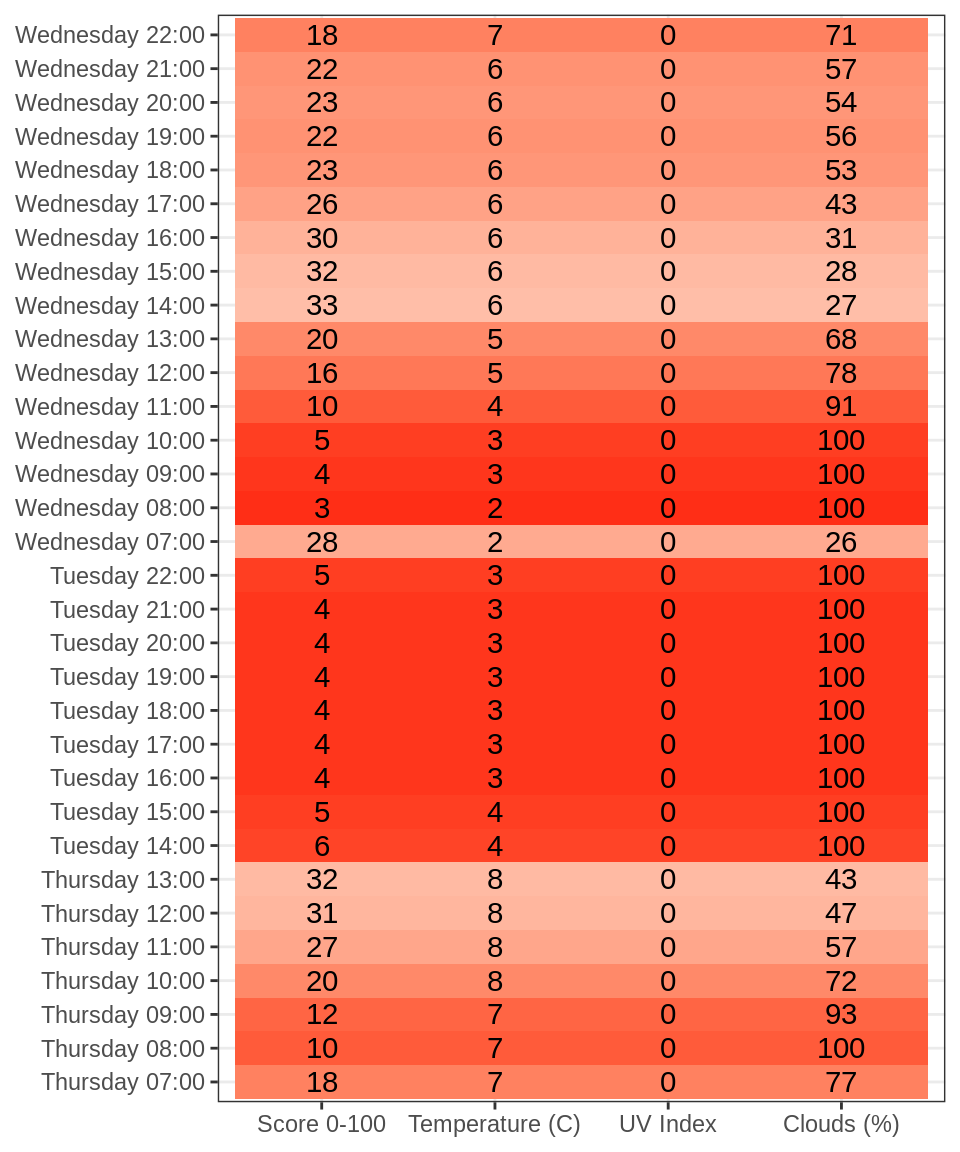 Wednesday 22:00 18 7 0 71
Wednesday 21:00 22 6 0 57
Wednesday 20:00 23 6 0 54
Wednesday 19:00 22 6 0 56
Wednesday 18:00 23 6 0 53
Wednesday 17:00 26 6 0 43
Wednesday 16:00 30 6 0 31
Wednesday 15:00 32 6 0 28
Wednesday 14:00 33 6 0 27
Wednesday 13:00 20 5 0 68
Wednesday 12:00 16 5 0 78
Wednesday 11:00 10 4 0 91
Wednesday 10:00 5 3 0 100
Wednesday 09:00 4 3 0 100
Wednesday 08:00 3 2 0 100
Wednesday 07:00 28 2 0 26
Tuesday 22:00 5 3 0 100
Tuesday 21:00 4 3 0 100
Tuesday 20:00 4 3 0 100
Tuesday 19:00 4 3 0 100
Tuesday 18:00 4 3 0 100
Tuesday 17:00 4 3 0 100
Tuesday 16:00 4 3 0 100
Tuesday 15:00 5 4 0 100
Tuesday 14:00 6 4 0 100
Thursday 13:00 32 8 0 43
Thursday 12:00 31 8 0 47
Thursday 11:00 27 8 0 57
Thursday 10:00 20 8 0 72
Thursday 09:00 12 7 0 93
Thursday 08:00 10 7 0 100
Thursday 07:00 18 7 0 77
Score 0-100 Temperature (C) UV Index Clouds (%)